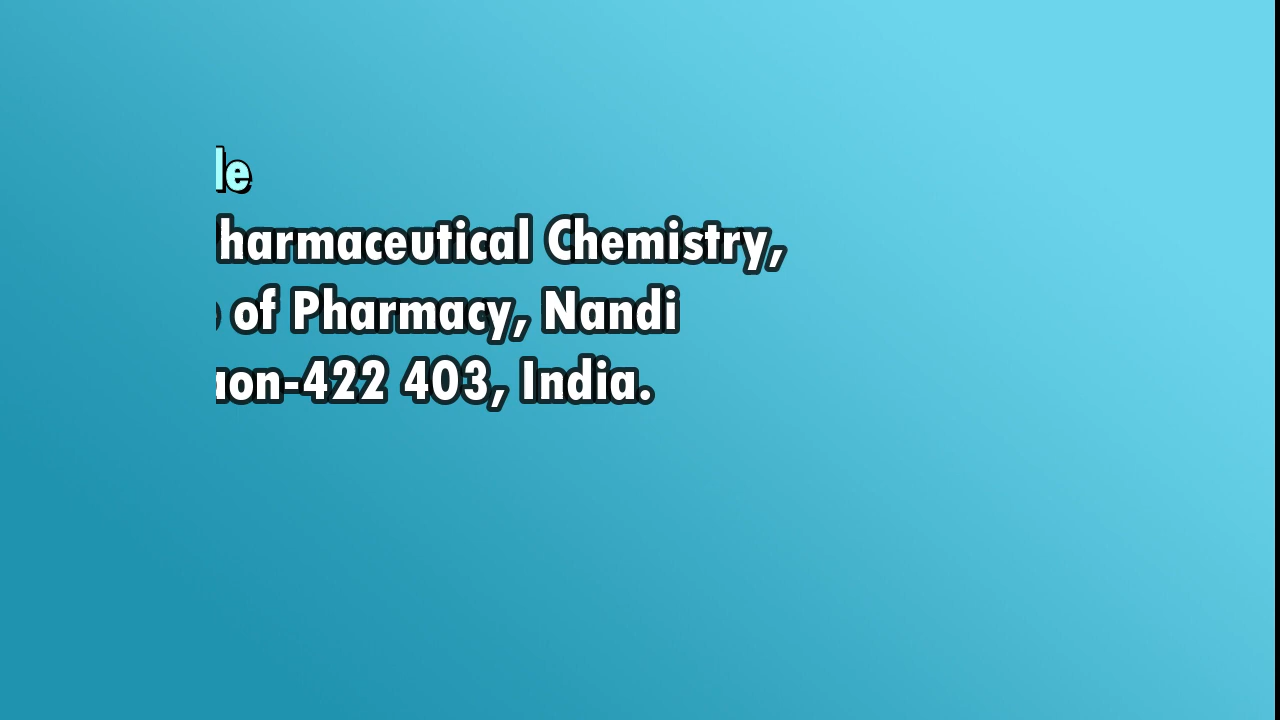 le
harmaceutical Chemistry,
of Pharmacy, Nandi
aon-422 403, India.